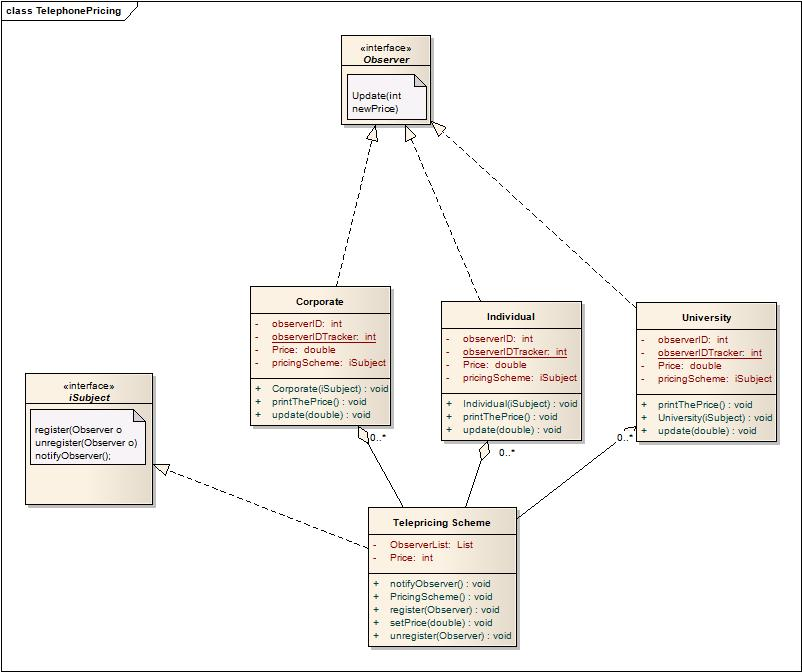 class TelephonePricing
«interface»
Observer
Update(int
newPrice)
Corporate
- observerID: int
- observerIDTracker: int
- Price: double
- pricingScheme: iSubject
+ Corporate(iSubject) : void
+ printThePrice() : void
+ update(double) : void
Individual
- observerID: int
- observerIDTracker: int
- Price: double
- pricingScheme: iSubject
+ Individual(iSubject) : void
+ printThePrice() : void
+ update(double) : void
University
- observerID: int
- observerIDTracker: int
- Price: double
- pricingScheme: iSubject
+ printThePrice() : void
+ University(iSubject) : void
+ update(double) : void
«interface»
iSubject
register(Observer o
unregister(Observer o)
notifyObserver();
0..*
0..*
0..*
Telepricing Scheme
- ObserverList: List
- Price: int
+ notifyObserver() : void
+ PricingScheme() : void
+ register(Observer) : void
+ setPrice(double) : void
+ unregister(Observer) : void